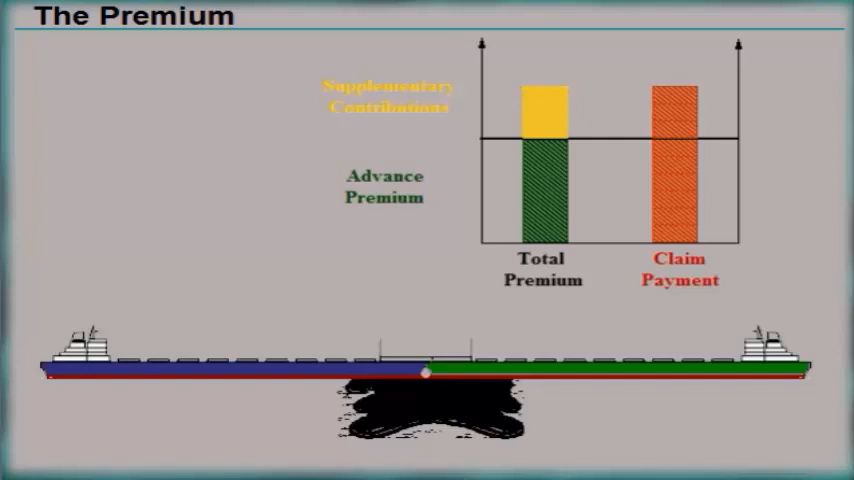 The Premium
Supplementary
Contributions
Advance
Premium
Total
Premium
Claim
Payment